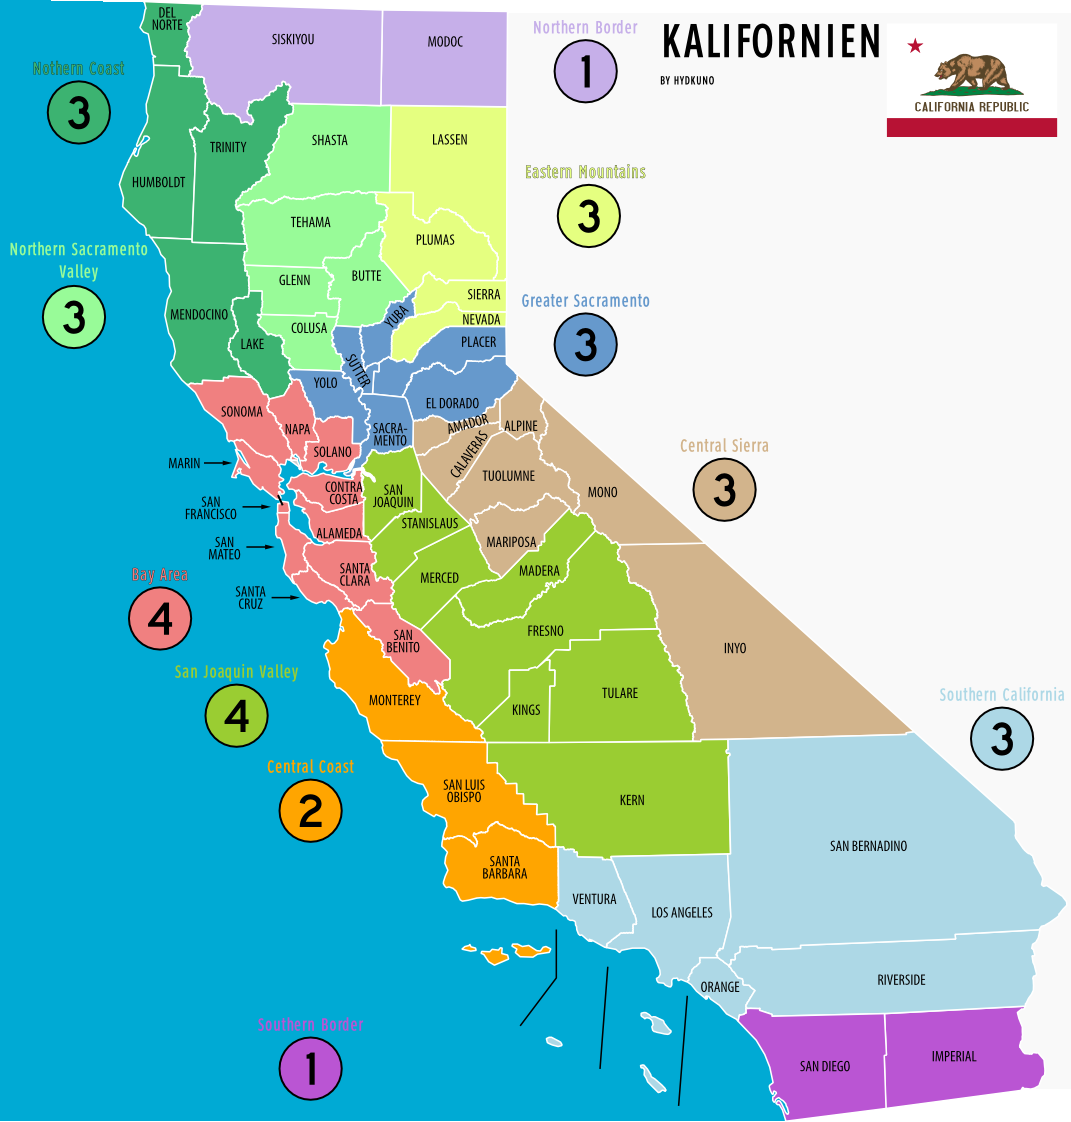 DEL
NORTE
SISKIYOU
MODOC
Northern Border
1
KALIFORNIEN
BY HYDKUNO
CALIFORNIA REPUBLIC
Nothern Coast
3
TRINITY
SHASTA
LASSEN
HUMBOLDT
Eastern Mountains
3
TEHAMA
PLUMAS
Northern Sacramento
Valley
3
GLENN
BUTTE
SIERRA
NEVADA
MENDOCINO
COLUSA
YUBA
LAKE
PLACER
Greater Sacramento
3
SUTTER
YOLO
EL DORADO
SONOMA
NAPA
SACRA-
MENTO
AMADOR
ALPINE
CALAVERAS
SOLANO
MARIN
Central Sierra
3
TUOLUMNE
MONO
CONTRA
COSTA
SAN
JOAQUIN
SAN
FRANCISCO
STANISLAUS
ALAMEDA
MARIPOSA
SAN
MATEO
SANTA
CLARA
MERCED
MADERA
Bay Area
4
SANTA
CRUZ
SAN
BENITO
FRESNO
INYO
San Joaquin Valley
4
MONTEREY
KINGS
TULARE
Southern California
3
Central Coast
2
SAN LUIS
OBISPO
KERN
SAN BERNADINO
SANTA
BARBARA
VENTURA
LOS ANGELES
ORANGE
RIVERSIDE
Southern Border
1
SAN DIEGO
IMPERIAL